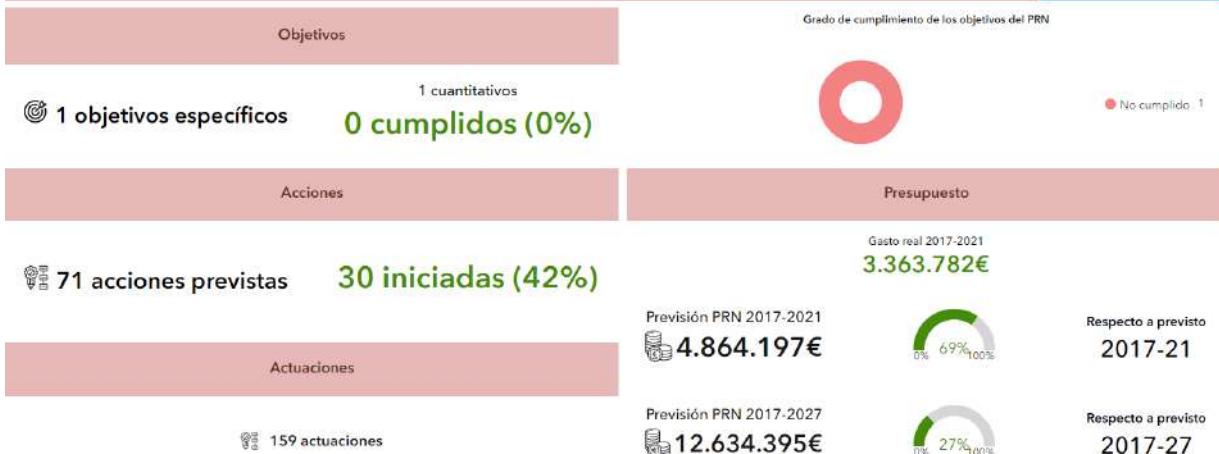 Objetivos
1 objetivos específicos
1 cuantitativos
0 cumplidos (0%)
Acciones
71 acciones previstas
30 iniciadas (42%)
Actuaciones
159 actuaciones
Grado de cumplimiento de los objetivos del PRN
No cumplido 1
Presupuesto
Gasto real 2017-2021
3.363.782€
Previsión PRN 2017-2021
4.864.197€
0% 69% 100%
Respecto a previsto
2017-21
Previsión PRN 2017-2027
12.634.395€
0% 27% 100%
Respecto a previsto
2017-27